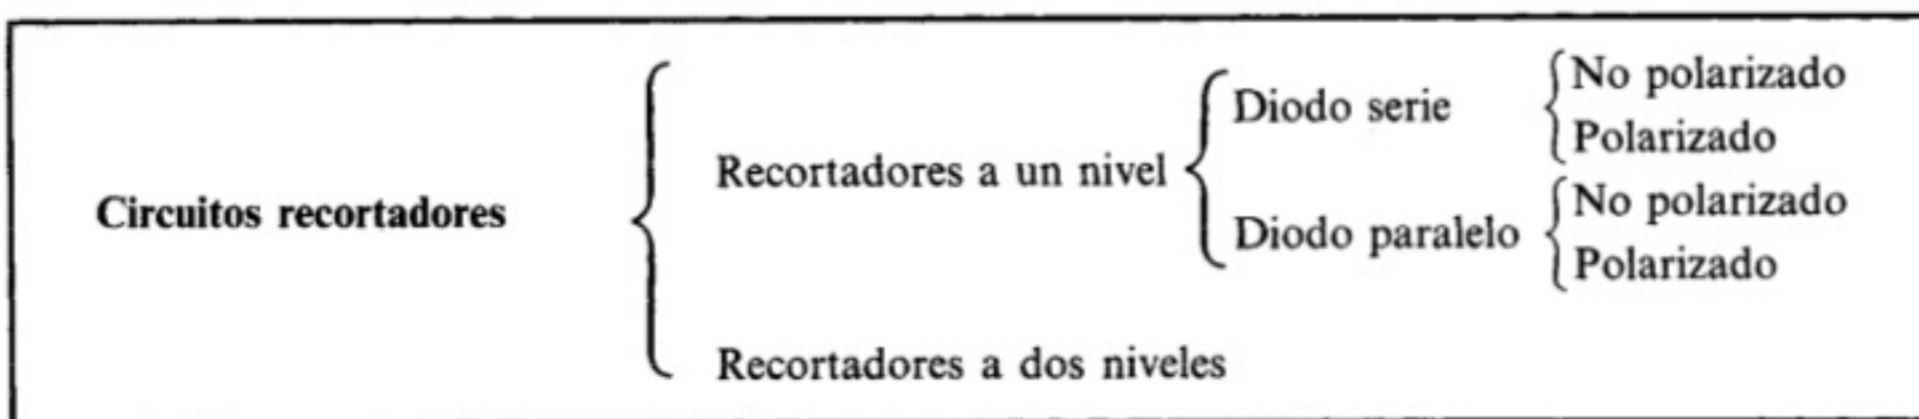 Circuitos recortadores
Recortadores a un nivel
Diodo serie
No polarizado
Polarizado
Diodo paralelo
No polarizado
Polarizado
Recortadores a dos niveles